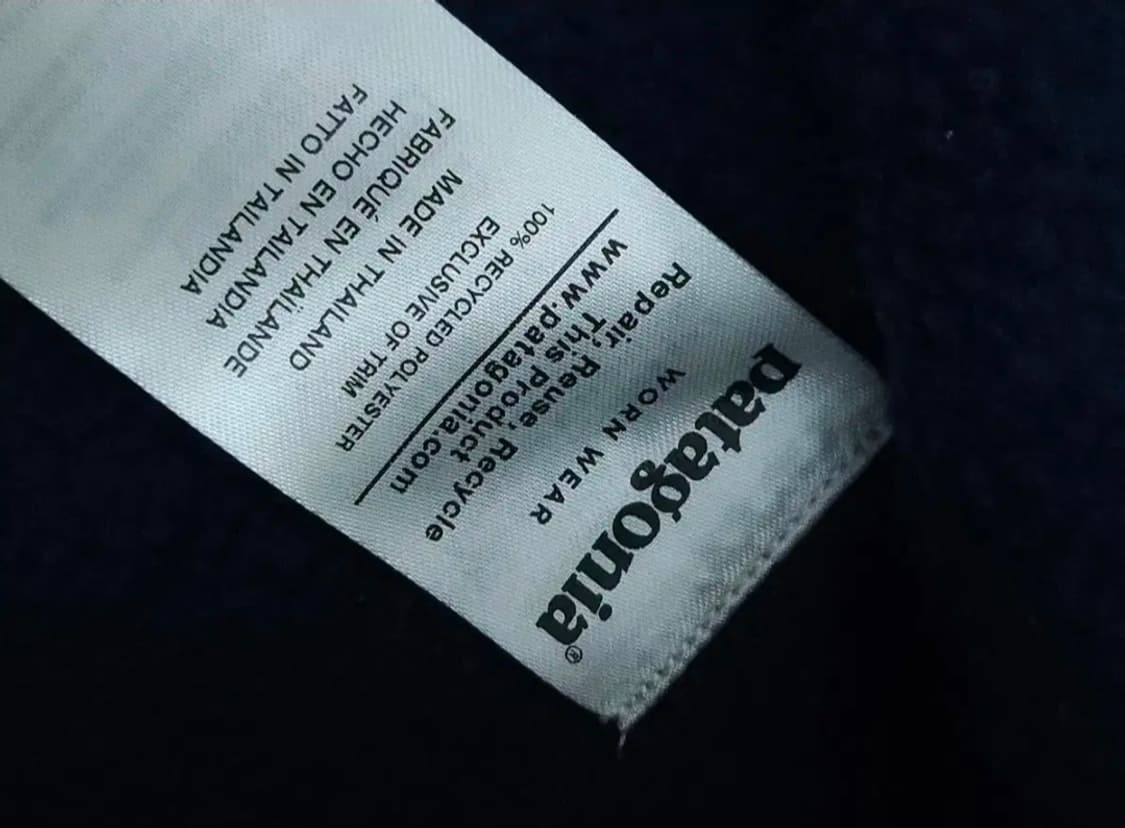 patagonia®
WORN WEAR
Repair, Reuse, Recycle
This Product
www.patagonia.com
100% RECYCLED POLYESTER
EXCLUSIVE OF TRIM
MADE IN THAILAND
FABRIQUÉ EN THAÏLANDE
HECHO EN TAILANDIA
FATTO IN TAILANDIA